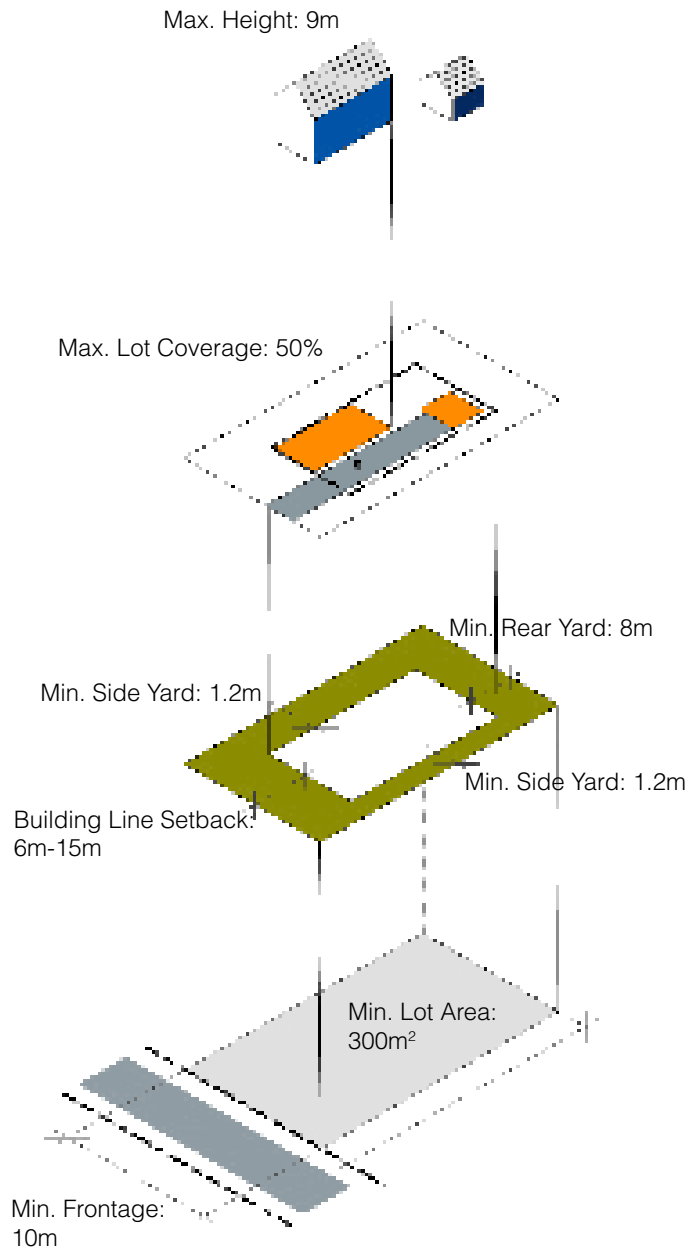 Max. Height: 9m
Max. Lot Coverage: 50%
Min. Rear Yard: 8m
Min. Side Yard: 1.2m
Min. Side Yard: 1.2m
Building Line Setback:
6m-15m
Min. Lot Area:
300m²
Min. Frontage:
10m